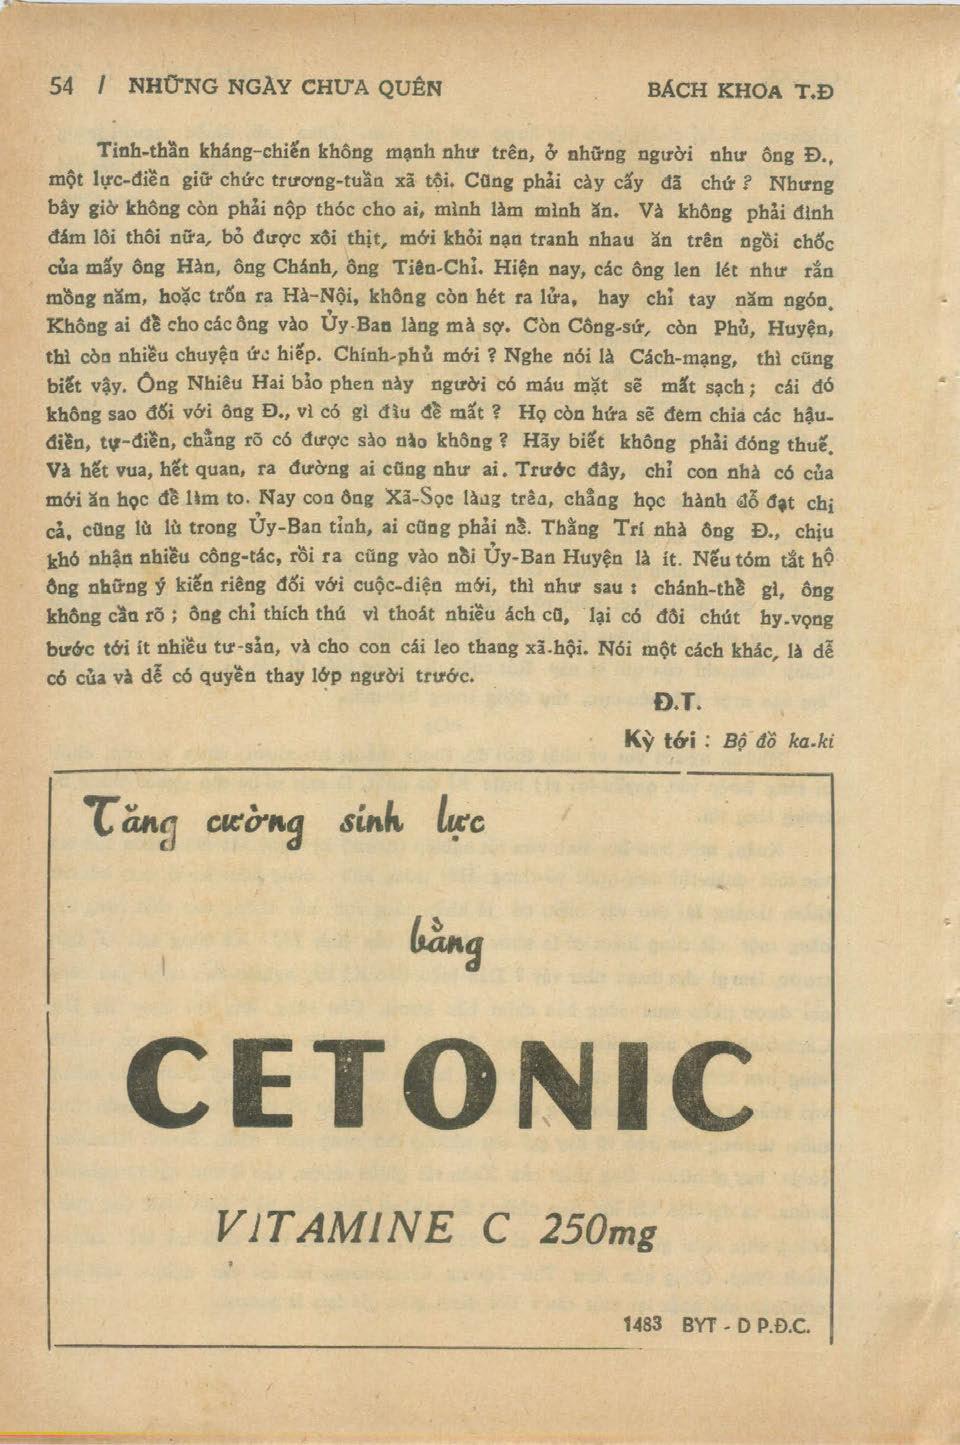 54 / NHỮNG NGÀY CHƯA QUÊN BÁCH KHOA T.Đ
Tinh-thần kháng-chiến không mạnh như trên, ở những người như ông Đ.,
một lực-điền giữ chức trương-tuần xã tôi. Cũng phải cày cấy đã chứ ? Nhưng
bây giờ không còn phải nộp thóc cho ai, mình làm mình ăn. Và không phải đình
đám lôi thôi nữa, bỏ được xôi thịt, mới khỏi nạn tranh nhau ăn trên ngồi chốc
của mấy ông Hàn, ông Chánh, ông Tiên-Chỉ. Hiện nay, các ông len lét như rắn
mồng năm, hoặc trốn ra Hà-Nội, không còn hét ra lửa, hay chỉ tay năm ngón.
Không ai để cho các ông vào Ủy-Ban làng mà sợ. Còn Công-sứ, còn Phủ, Huyện,
thì còn nhiều chuyện ức hiếp. Chính-phủ mới ? Nghe nói là Cách-mạng, thì cũng
biết vậy. Ông Nhiêu Hai bảo phen này người có máu mặt sẽ mất sạch ; cái đó
không sao đối với ông Đ., vì có gì đâu để mất ? Họ còn hứa sẽ đem chia các hậu-
điền, tự-điền, chẳng rõ có được sào nào không ? Hãy biết không phải đóng thuế.
Và hết vua, hết quan, ra đường ai cũng như ai. Trước đây, chỉ con nhà có của
mới ăn học để làm to. Nay con ông Xã-Sọc làng trên, chẳng học hành đỗ đạt chi
cả, cũng lù lù trong Ủy-Ban tỉnh, ai cũng phải nể. Thằng Trí nhà ông Đ., chịu
khó nhận nhiều công-tác, rồi ra cũng vào nổi Ủy-Ban Huyện là ít. Nếu tóm tắt hộ
ông những ý kiến riêng đối với cuộc-diện mới, thì như sau : chánh-thể gì, ông
không cần rõ ; ông chỉ thích thú vì thoát nhiều ách cũ, lại có đôi chút hy-vọng
bước tới ít nhiều tư-sản, và cho con cái leo thang xã-hội. Nói một cách khác, là dễ
có của và dễ có quyền thay lớp người trước.
Đ.T.
Kỳ tới : Bộ đồ ka-ki
Tăng cường sinh lực
bằng
CETONIC
VITAMINE C 250mg
1483 BYT - D P.Đ.C.